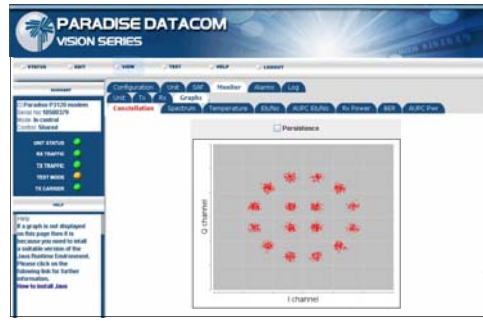 PARADISE DATACOM
VISION SERIES
STATUS EDIT VIEW TEST HELP LOGOUT
SUMMARY
Configuration Unit SAF Monitor Alarms Log
Unit Tx Rx Graphs
Constellation Spectrum Temperature Eb/No AUPC Eb/No Rx Power BER AUPC Pwr
Paradise P3120 modem
Serial No 10500379
Mode In control
Control Shared
Persistence
UNIT STATUS
RX TRAFFIC
TX TRAFFIC
TEST MODE
TX CARRIER
HELP
Help
If a graph is not displayed
on this page then it is
because you need to intall
a suitable version of the
Java Runtime Environment.
Please click on the
following link for further
information.
How to install Java
Q channel
I channel